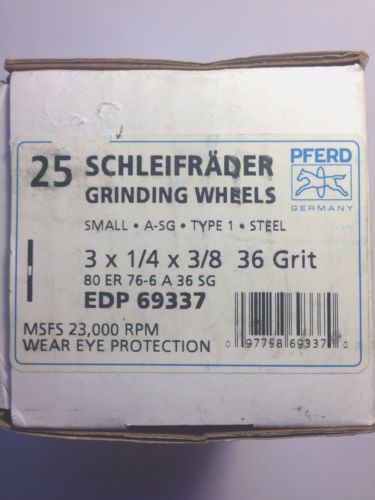 25 SCHLEIFRÄDER
GRINDING WHEELS
PFERD
GERMANY
SMALL • A-SG • TYPE 1 • STEEL
3 x 1/4 x 3/8 36 Grit
80 ER 76-6 A 36 SG
EDP 69337
MSFS 23,000 RPM
WEAR EYE PROTECTION
0 97758 69337 0